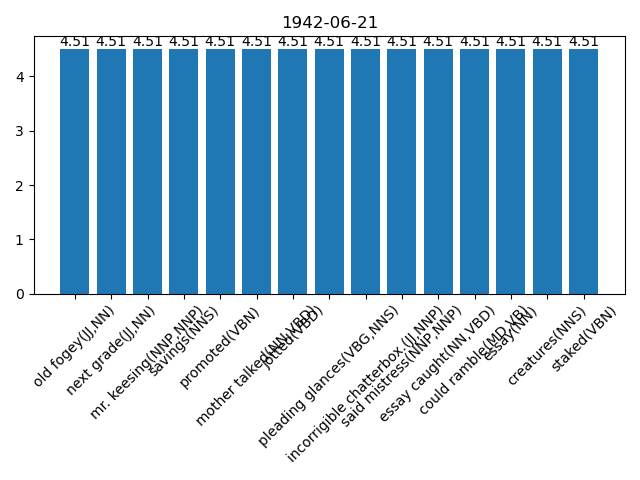 1942-06-21
4.51 4.51 4.51 4.51 4.51 4.51 4.51 4.51 4.51 4.51 4.51 4.51 4.51 4.51 4.51
4
3
2
1
0
old fogey(JJ,NN)
next grade(JJ,NN)
mr. keesing(NNP,NNP)
savings(NNS)
promoted(VBN)
mother talked(NN,VBD)
jotted(VBD)
pleading glances(VBG,NNS)
incorrigible chatterbox.(JJ,NNP)
said mistress(NNP,NNP)
essay caught(NN,VBD)
could ramble(MD,VB)
essay(NN)
creatures(NNS)
staked(VBN)